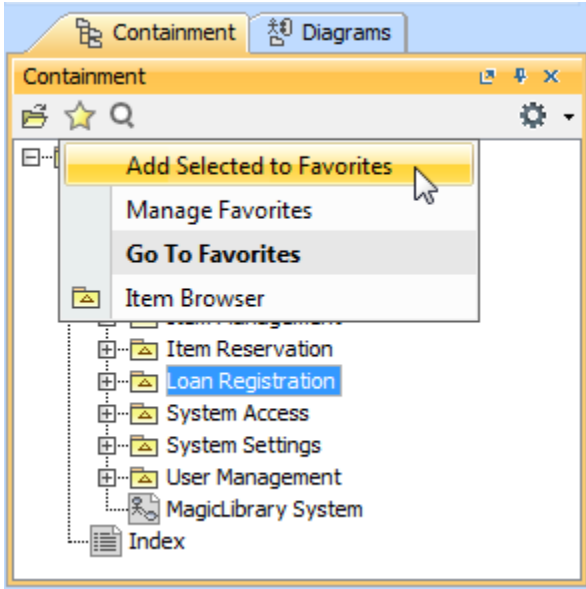 Containment
Diagrams
Containment
Add Selected to Favorites
Manage Favorites
Go To Favorites
Item Browser
Item Reservation
Loan Registration
System Access
System Settings
User Management
MagicLibrary System
Index